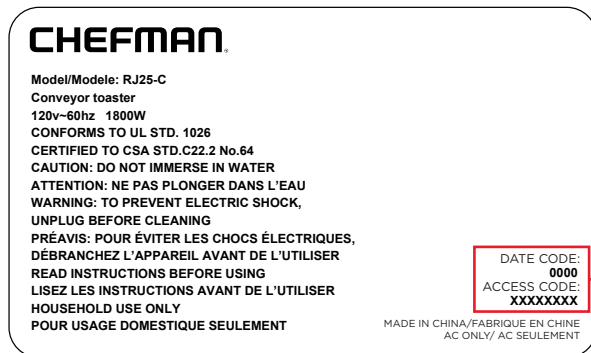 CHEFMAN®
Model/Modele: RJ25-C
Conveyor toaster
120v~60hz 1800W
CONFORMS TO UL STD. 1026
CERTIFIED TO CSA STD.C22.2 No.64
CAUTION: DO NOT IMMERSE IN WATER
ATTENTION: NE PAS PLONGER DANS L'EAU
WARNING: TO PREVENT ELECTRIC SHOCK,
UNPLUG BEFORE CLEANING
PRÉAVIS: POUR ÉVITER LES CHOCS ÉLECTRIQUES,
DÉBRANCHEZ L'APPAREIL AVANT DE L'UTILISER
READ INSTRUCTIONS BEFORE USING
LISEZ LES INSTRUCTIONS AVANT DE L'UTILISER
HOUSEHOLD USE ONLY
POUR USAGE DOMESTIQUE SEULEMENT
DATE CODE:
0000
ACCESS CODE:
XXXXXXXX
MADE IN CHINA/FABRIQUE EN CHINE
AC ONLY/ AC SEULEMENT